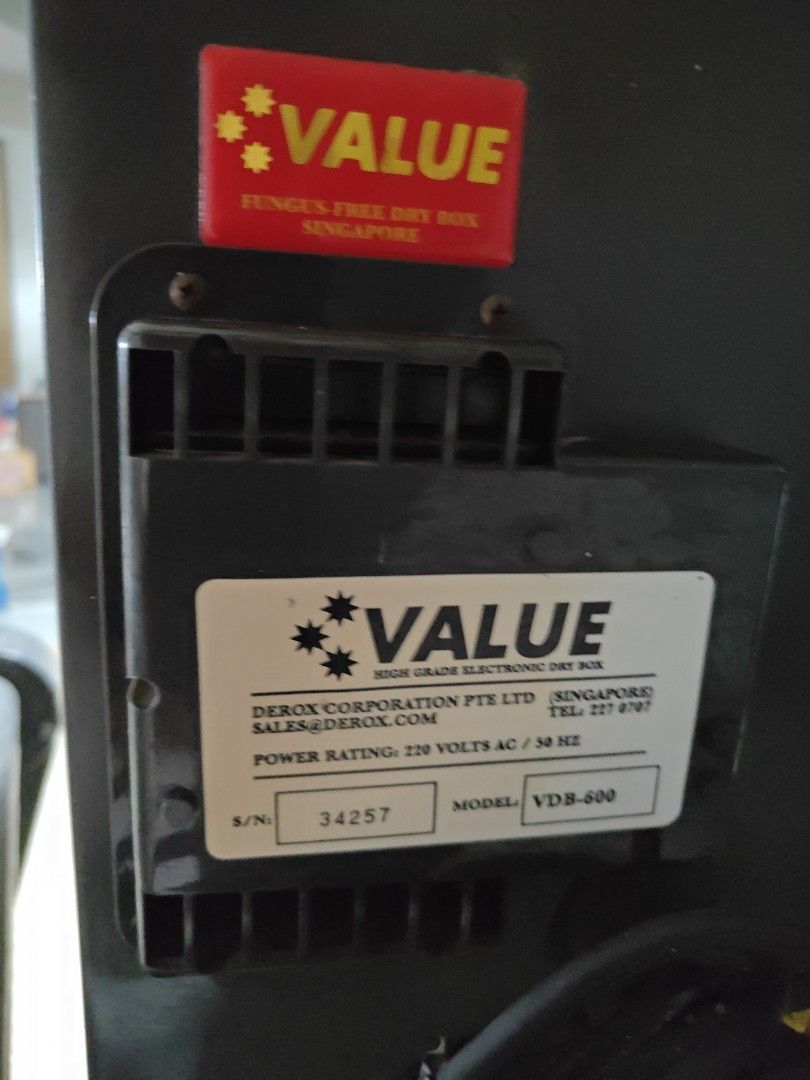 VALUE
FUNGUS-FREE DRY BOX
SINGAPORE
VALUE
HIGH GRADE ELECTRONIC DRY BOX
DEROX CORPORATION PTE LTD (SINGAPORE)
SALES@DEROX.COM TEL: 227 0707
POWER RATING: 220 VOLTS AC / 50 HZ
S/N: 34257 MODEL: VDB-600